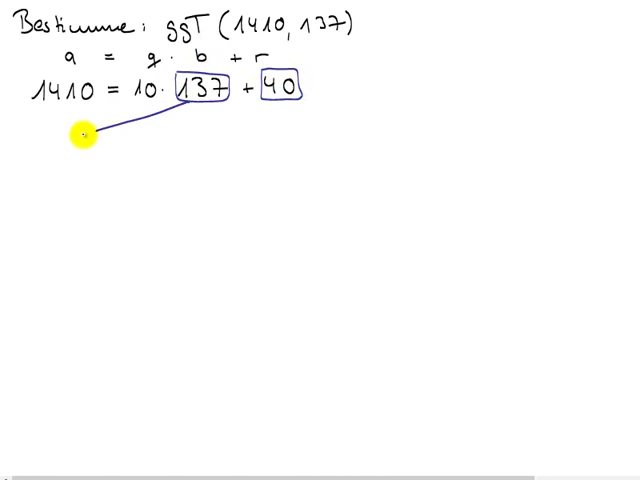 Bestimme: ggT (1410, 137)
a = q · b + r
1410 = 10 · 137 + 40